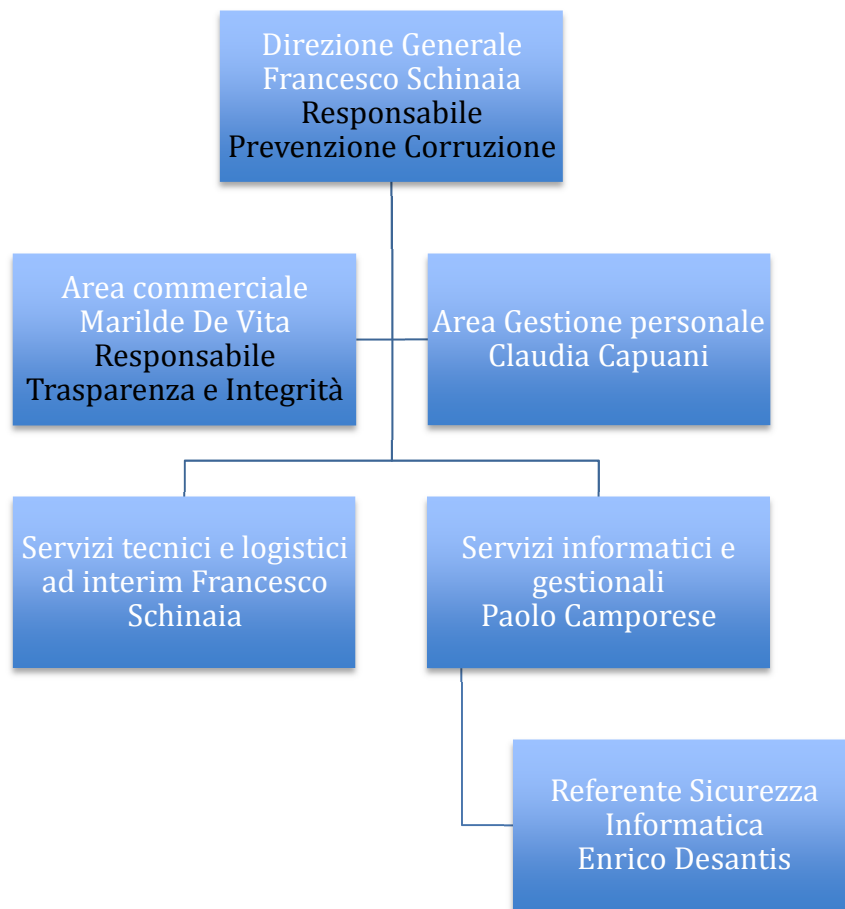 Direzione Generale
Francesco Schinaia
Responsabile
Prevenzione Corruzione
Area commerciale
Marilde De Vita
Responsabile
Trasparenza e Integrità
Area Gestione personale
Claudia Capuani
Servizi tecnici e logistici
ad interim Francesco
Schinaia
Servizi informatici e
gestionali
Paolo Camporese
Referente Sicurezza
Informatica
Enrico Desantis